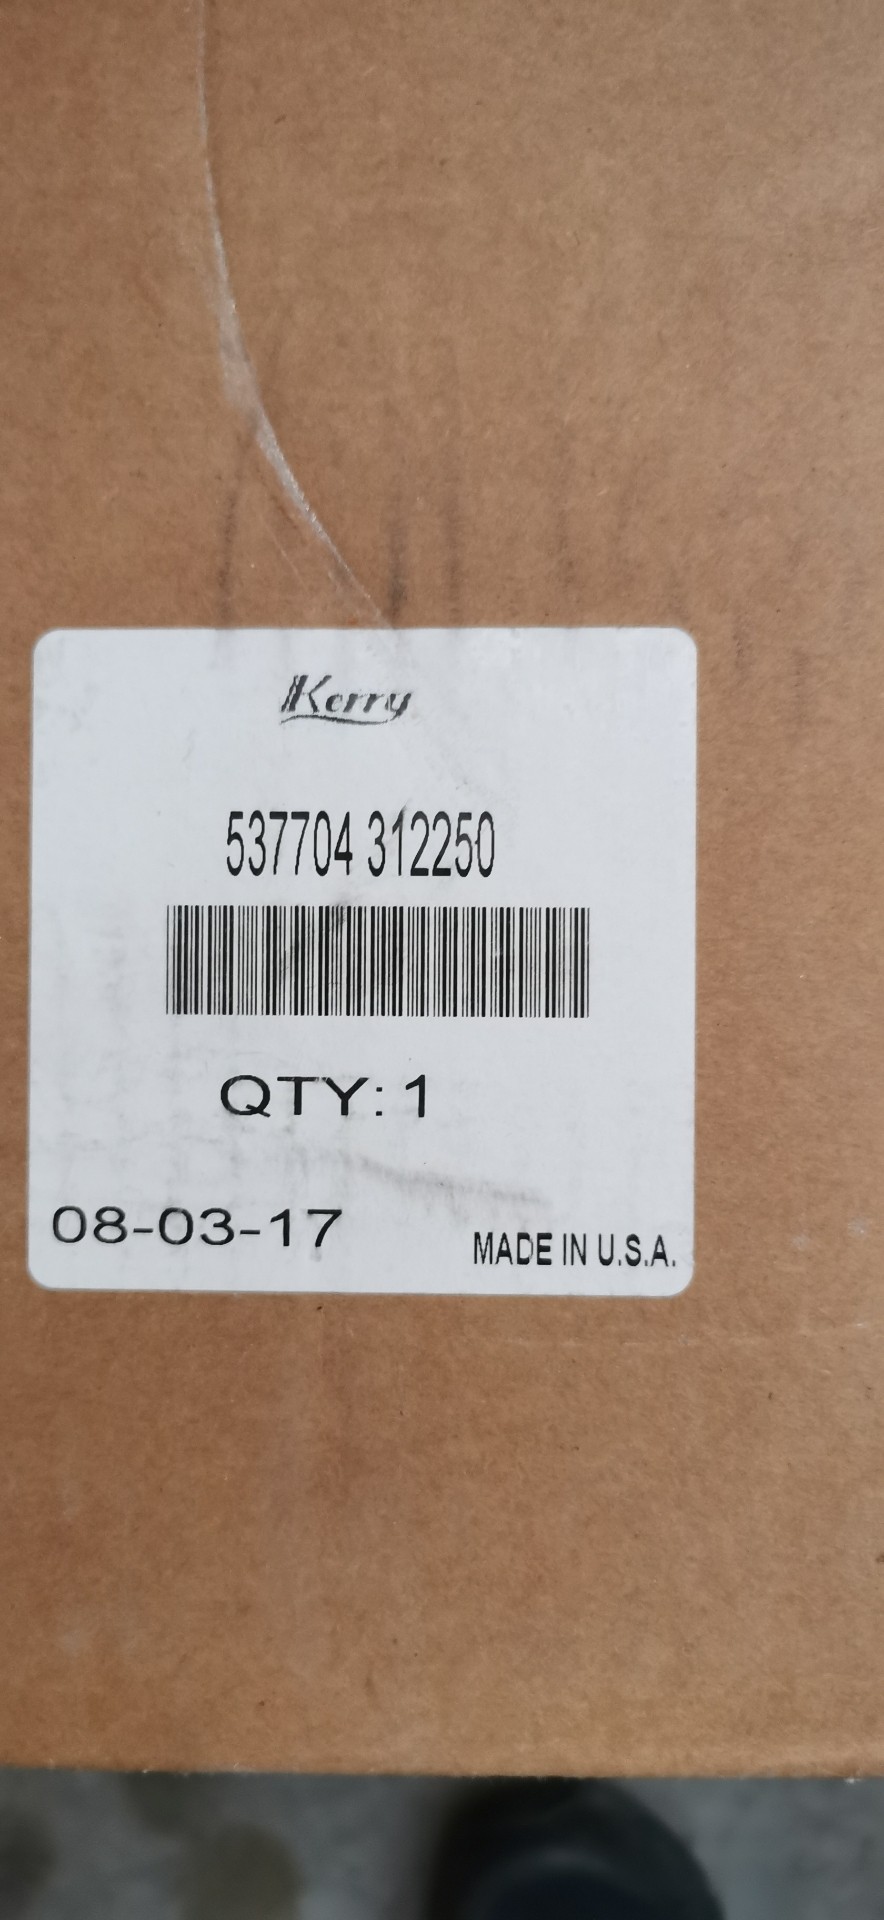 Kerry
537704 312250
QTY: 1
08-03-17
MADE IN U.S.A.